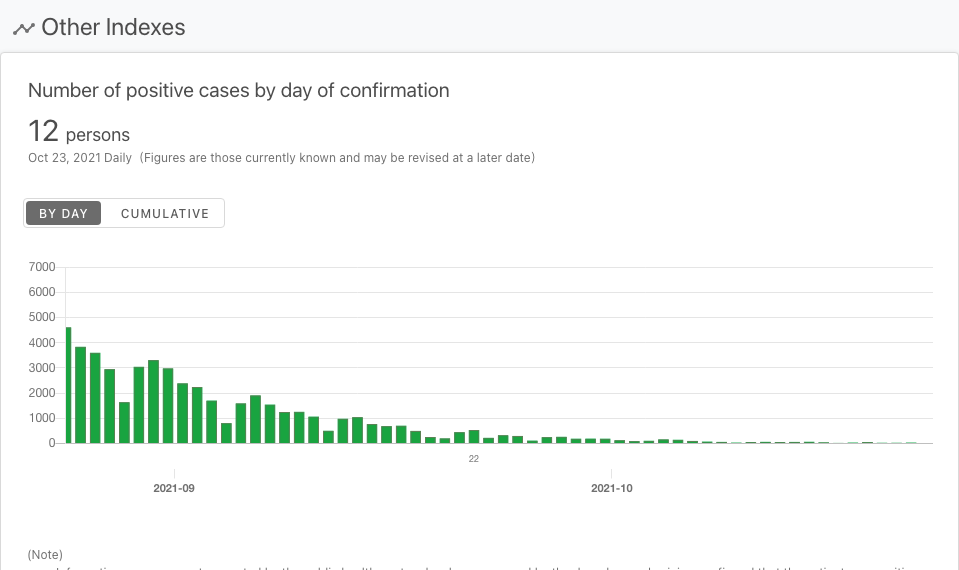 Other Indexes
Number of positive cases by day of confirmation
12 persons
Oct 23, 2021 Daily (Figures are those currently known and may be revised at a later date)
BY DAY CUMULATIVE
7000
6000
5000
4000
3000
2000
1000
0
22
2021-09 2021-10
(Note)